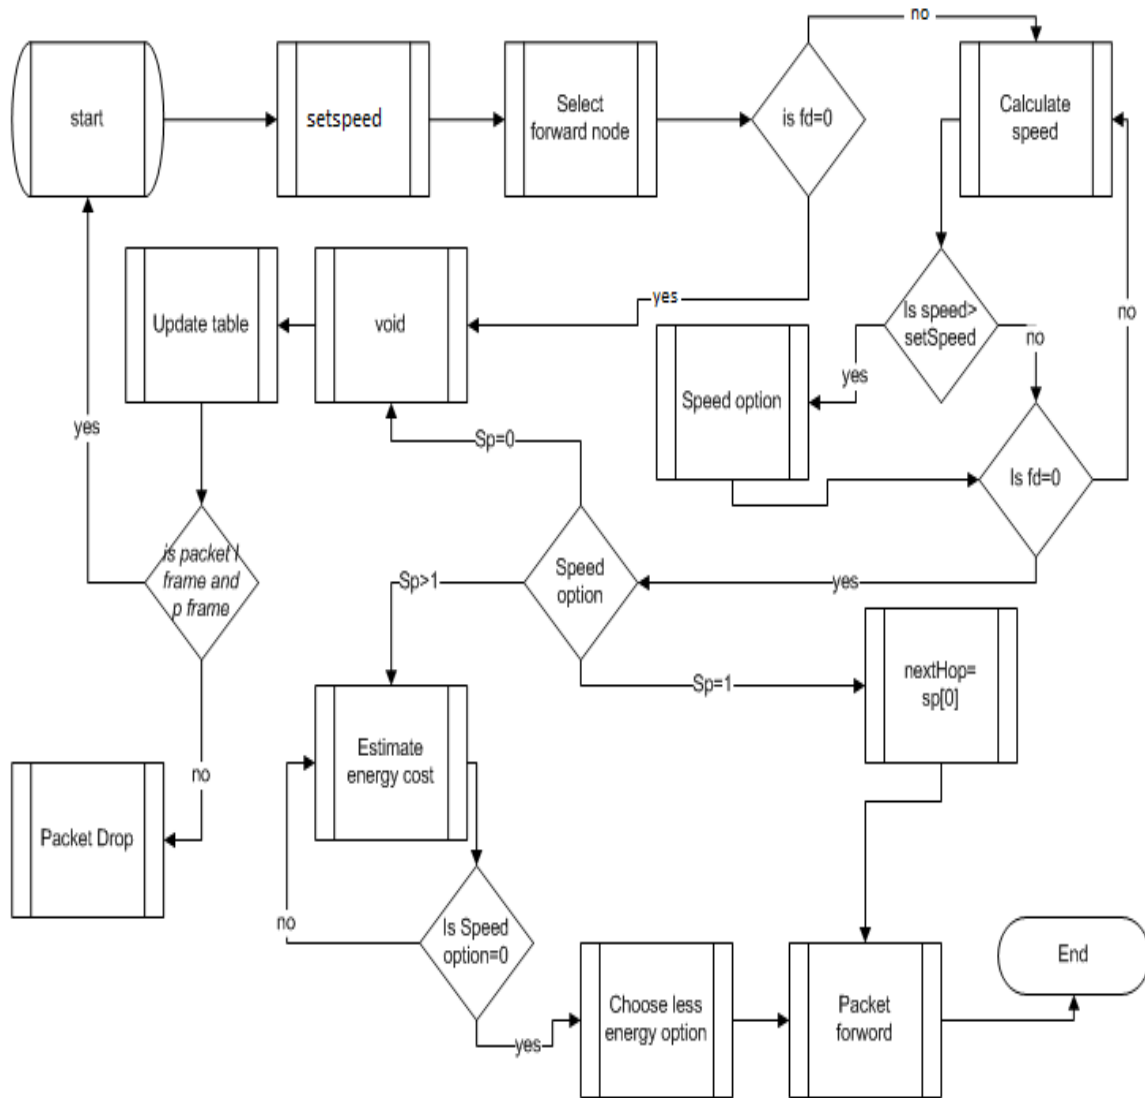 no
start
setspeed
Select
forward node
is fd=0
Calculate
speed
yes
Update table
void
Is speed>
setSpeed
no
no
yes
Speed option
yes
Sp=0
Is fd=0
is packet I
frame and
p frame
Sp>1
Speed
option
yes
Sp=1
nextHop=
sp[0]
no
Estimate
energy cost
Packet Drop
no
Is Speed
option=0
End
Choose less
energy option
Packet
forword
yes